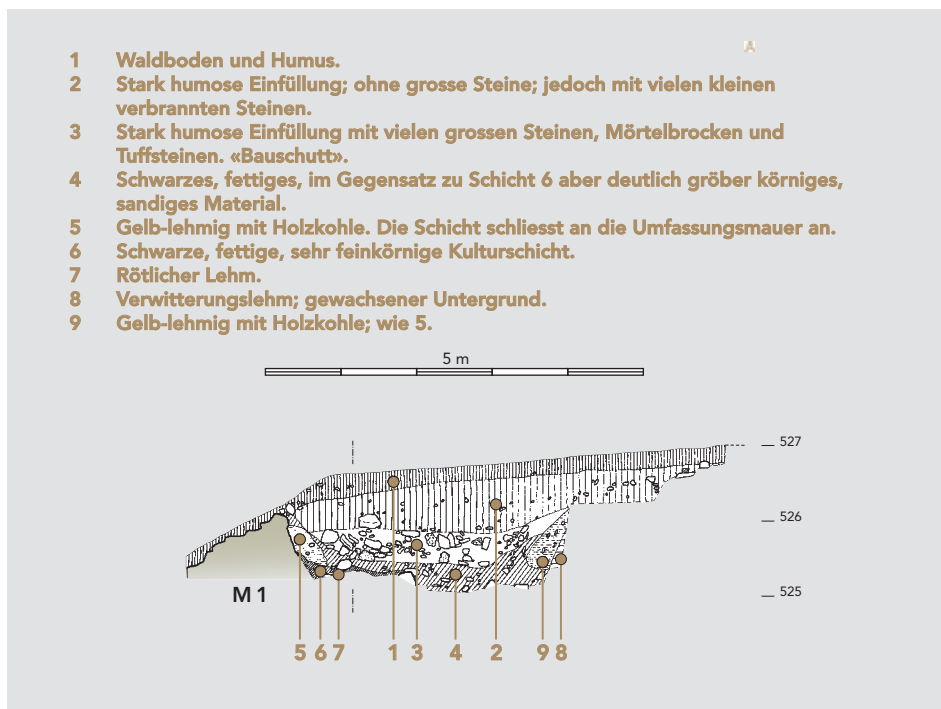 A
1 Waldboden und Humus.
2 Stark humose Einfüllung; ohne grosse Steine; jedoch mit vielen kleinen
verbrannten Steinen.
3 Stark humose Einfüllung mit vielen grossen Steinen, Mörtelbrocken und
Tuffsteinen. «Bauschutt».
4 Schwarzes, fettiges, im Gegensatz zu Schicht 6 aber deutlich gröber körniges,
sandiges Material.
5 Gelb-lehmig mit Holzkohle. Die Schicht schliesst an die Umfassungsmauer an.
6 Schwarze, fettige, sehr feinkörnige Kulturschicht.
7 Rötlicher Lehm.
8 Verwitterungslehm; gewachsener Untergrund.
9 Gelb-lehmig mit Holzkohle; wie 5.
5 m
527
526
525
M 1
5 6 7 1 3 4 2 9 8